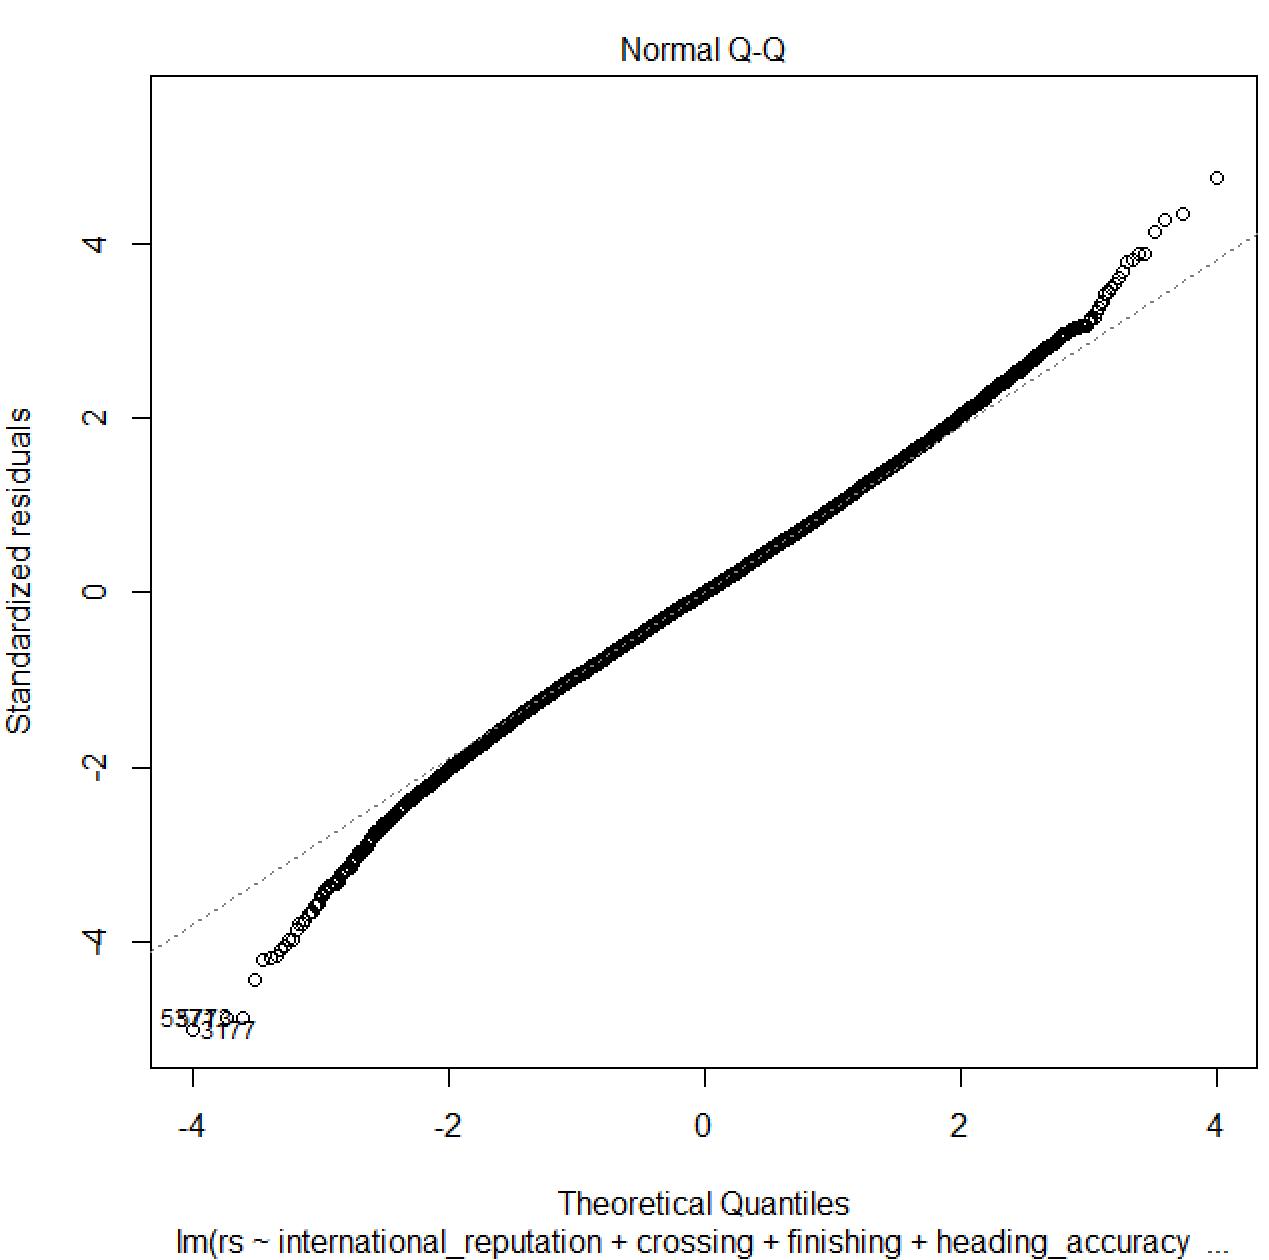 Normal Q-Q
Standardized residuals
4
2
0
-2
-4
3177
-4
-2
0
2
4
Theoretical Quantiles
lm(rs ~ international_reputation + crossing + finishing + heading_accuracy ...